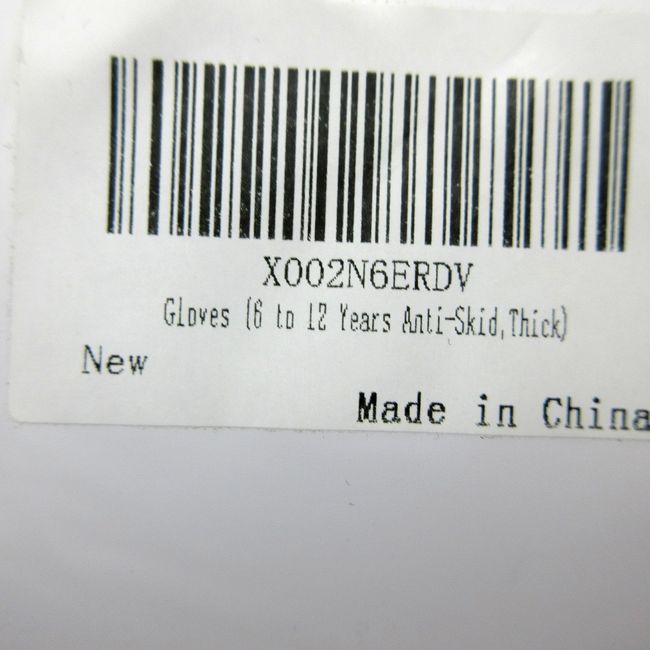 X002N6ERDV
Gloves (6 to 12 Years Anti-Skid,Thick)
New
Made in China